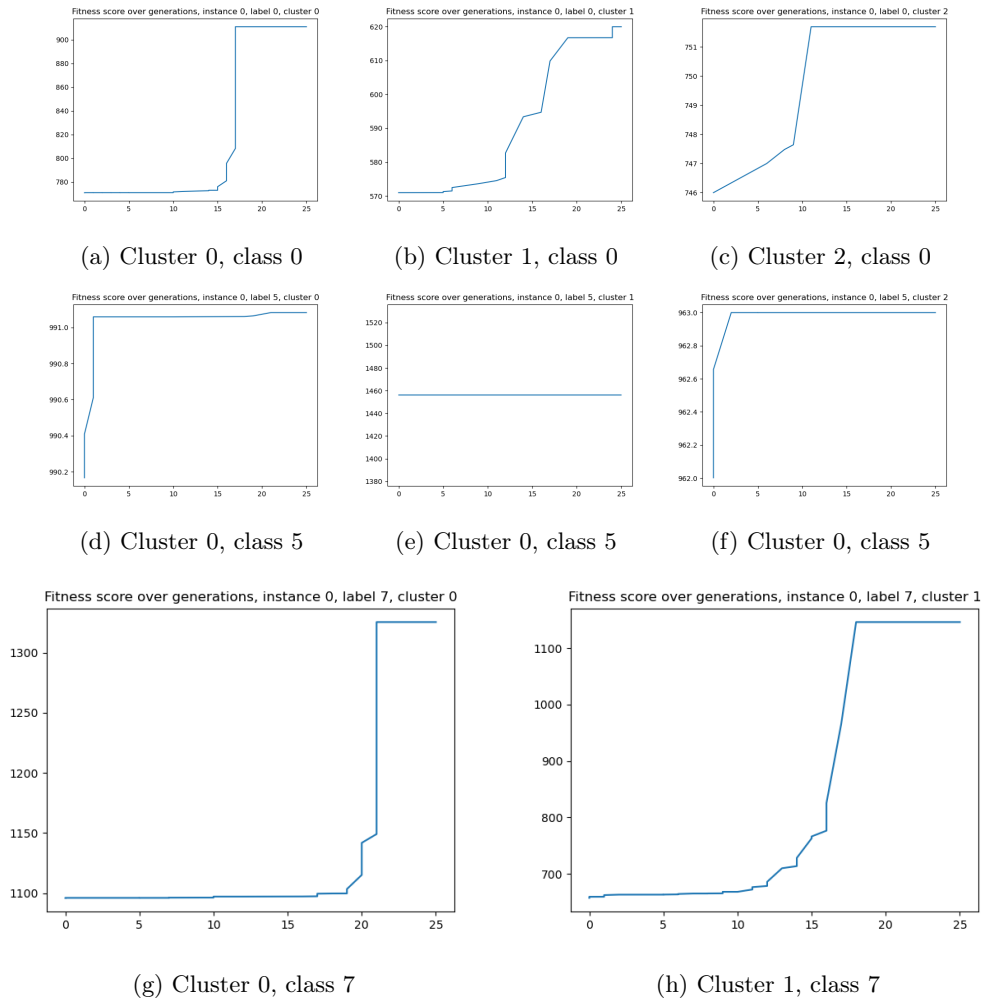 Fitness score over generations, instance 0, label 0, cluster 0
900
880
860
840
820
800
780
0 5 10 15 20 25
(a) Cluster 0, class 0
Fitness score over generations, instance 0, label 0, cluster 1
620
610
600
590
580
570
0 5 10 15 20 25
(b) Cluster 1, class 0
Fitness score over generations, instance 0, label 0, cluster 2
751
750
749
748
747
746
0 5 10 15 20 25
(c) Cluster 2, class 0
Fitness score over generations, instance 0, label 5, cluster 0
991.0
990.8
990.6
990.4
990.2
0 5 10 15 20 25
(d) Cluster 0, class 5
Fitness score over generations, instance 0, label 5, cluster 1
1520
1500
1480
1460
1440
1420
1400
1380
0 5 10 15 20 25
(e) Cluster 0, class 5
Fitness score over generations, instance 0, label 5, cluster 2
963.0
962.8
962.6
962.4
962.2
962.0
0 5 10 15 20 25
(f) Cluster 0, class 5
Fitness score over generations, instance 0, label 7, cluster 0
1300
1250
1200
1150
1100
0 5 10 15 20 25
(g) Cluster 0, class 7
Fitness score over generations, instance 0, label 7, cluster 1
1100
1000
900
800
700
0 5 10 15 20 25
(h) Cluster 1, class 7